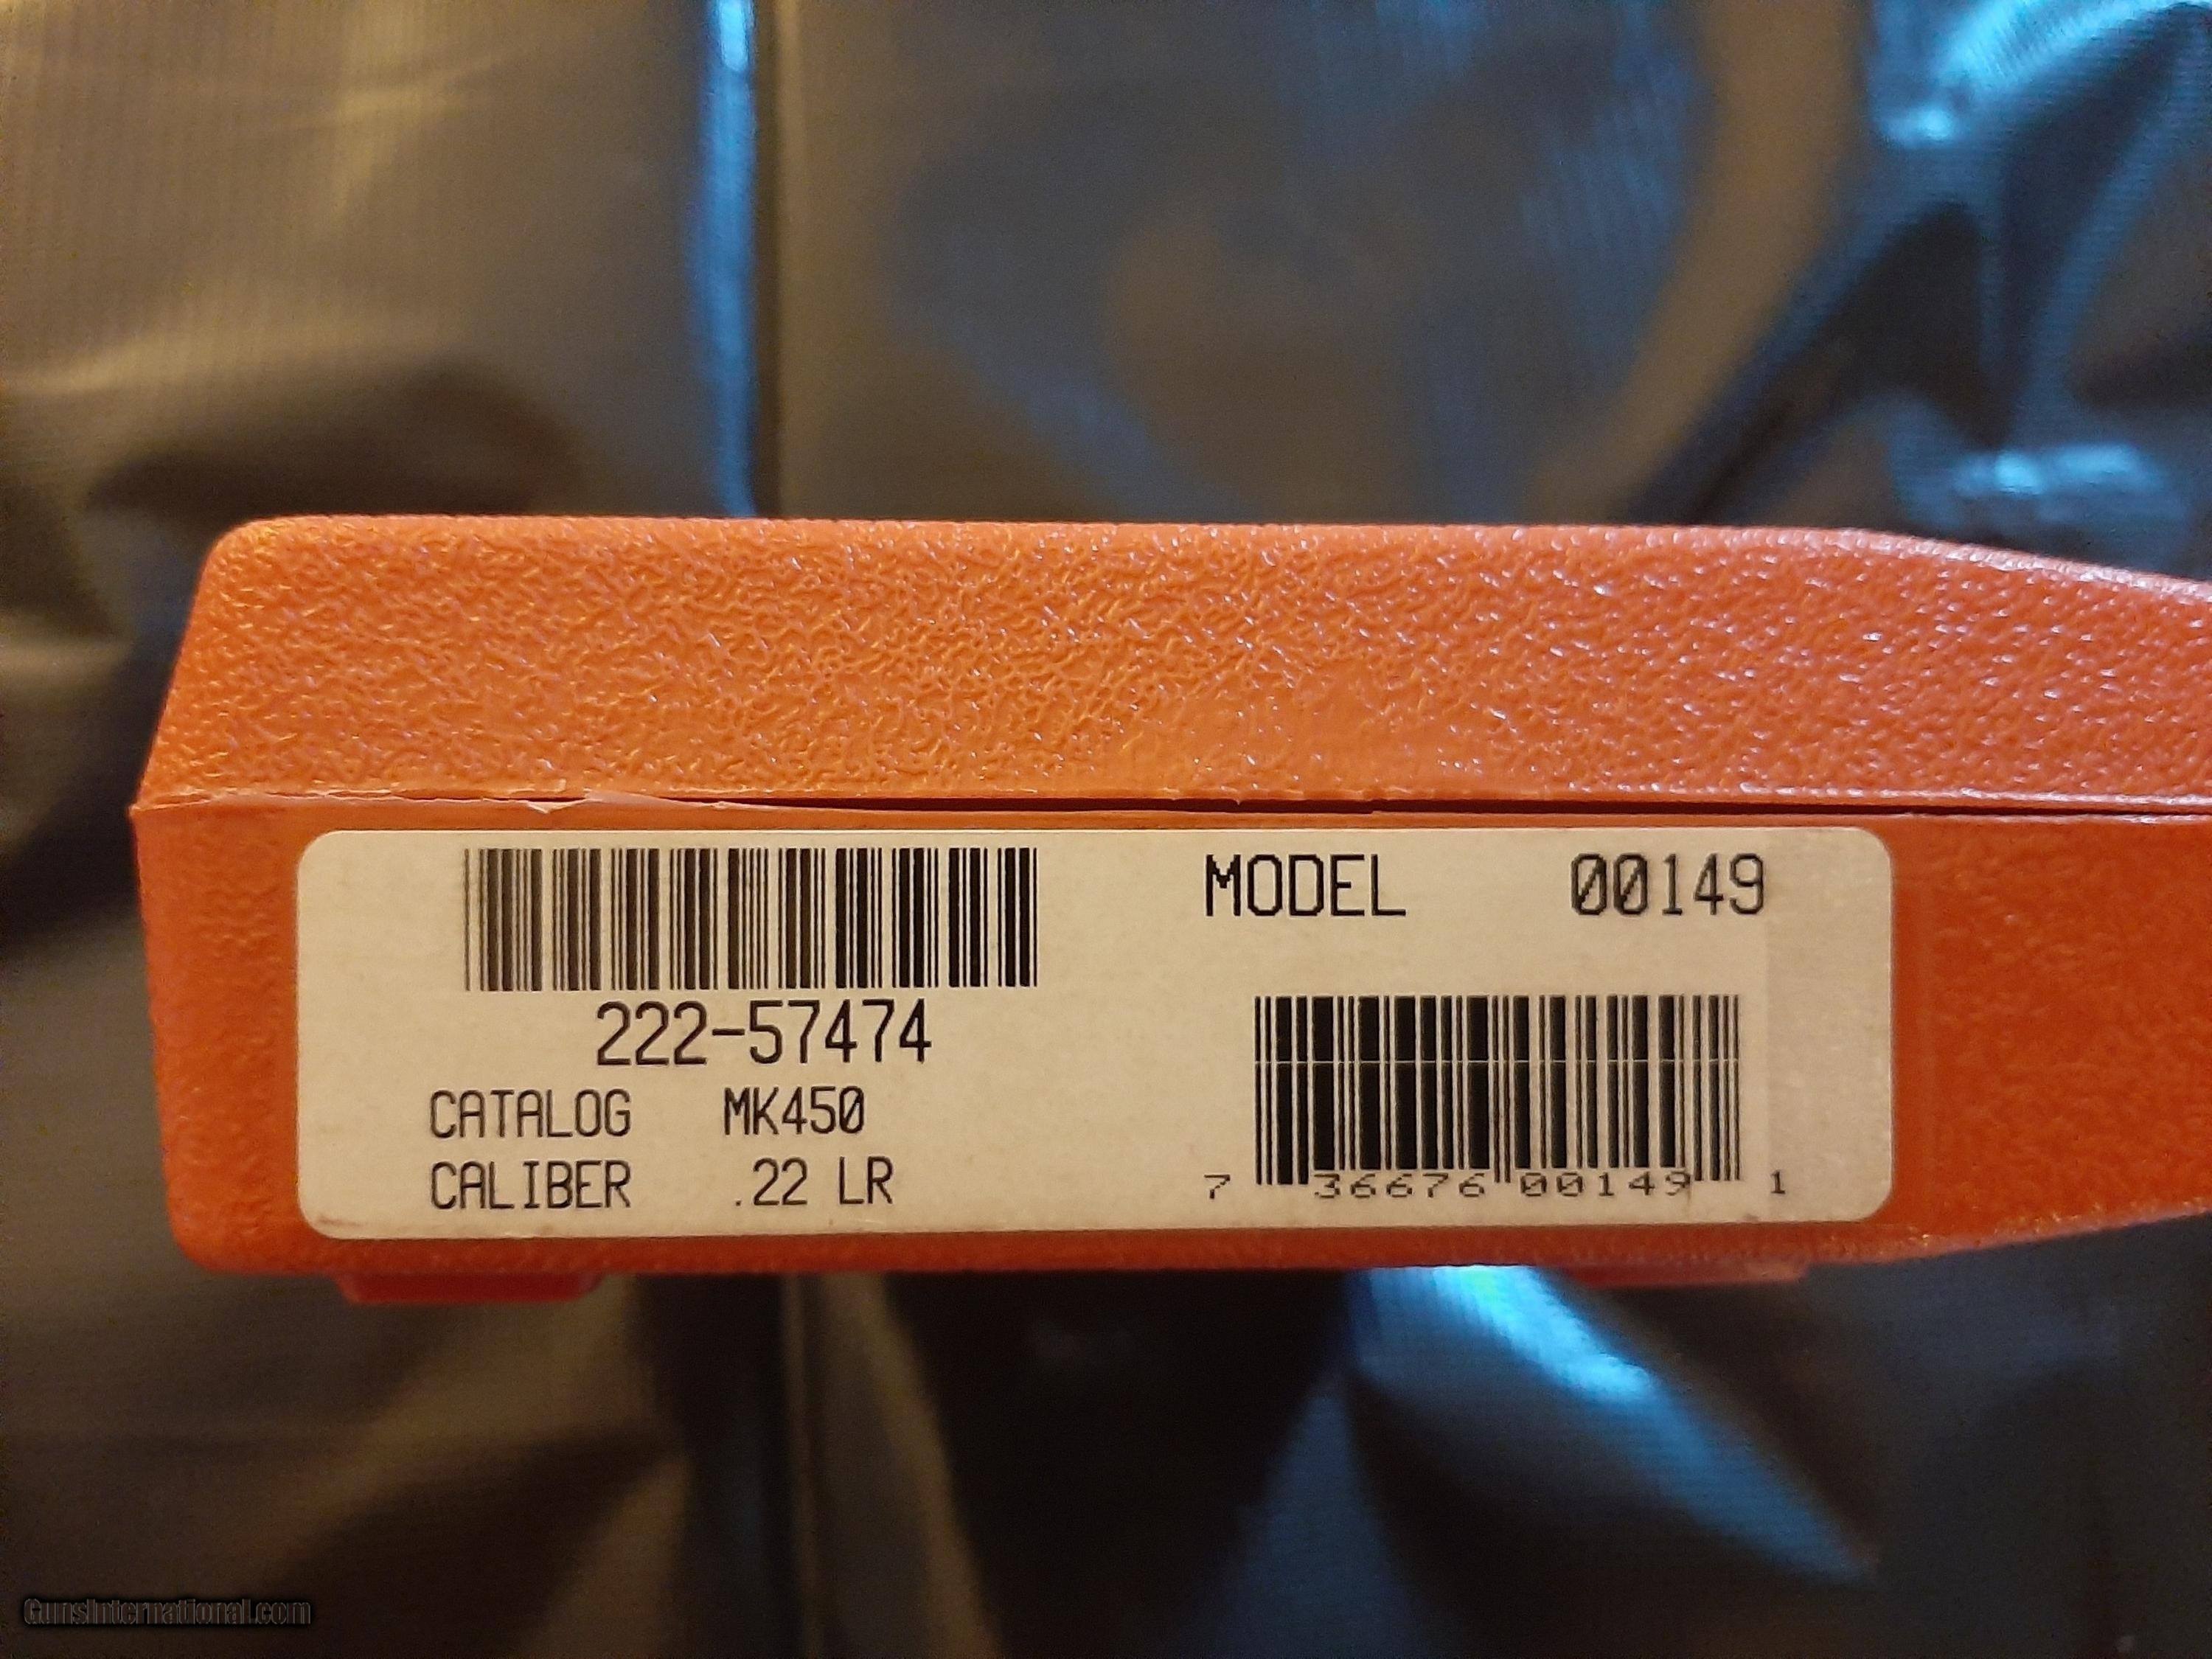 MODEL 00149
222-57474
CATALOG MK450
CALIBER .22 LR
7 36676 00149 1
GunsInternational.com